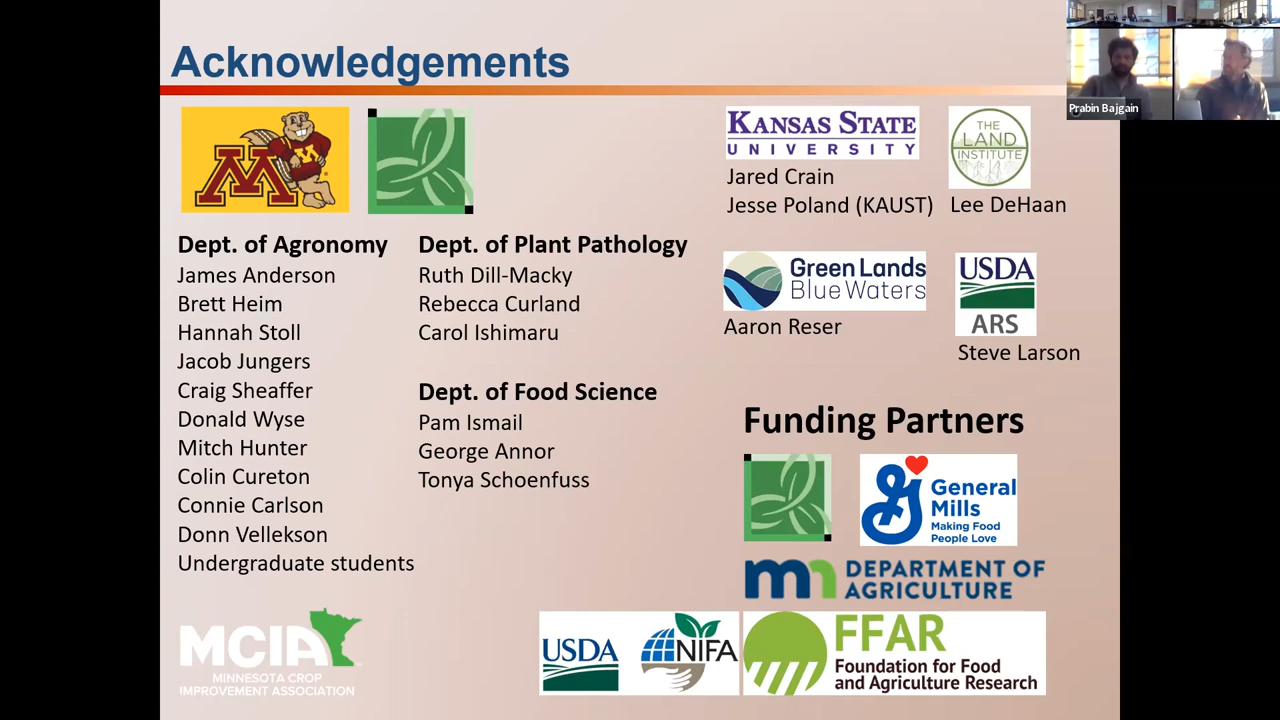 Acknowledgements
Prabin Bajgain
M
M
Dept. of Agronomy
James Anderson
Brett Heim
Hannah Stoll
Jacob Jungers
Craig Sheaffer
Donald Wyse
Mitch Hunter
Colin Cureton
Connie Carlson
Donn Vellekson
Undergraduate students
Dept. of Plant Pathology
Ruth Dill-Macky
Rebecca Curland
Carol Ishimaru
Dept. of Food Science
Pam Ismail
George Annor
Tonya Schoenfuss
KANSAS STATE
UNIVERSITY
Jared Crain
Jesse Poland (KAUST)
THE
LAND
INSTITUTE
Lee DeHaan
Green Lands
Blue Waters
Aaron Reser
USDA
ARS
Steve Larson
Funding Partners
G
General
Mills
Making Food
People Love
mn DEPARTMENT OF
AGRICULTURE
MCIA
MINNESOTA CROP
IMPROVEMENT ASSOCIATION
USDA
NIFA
FFAR
Foundation for Food
and Agriculture Research